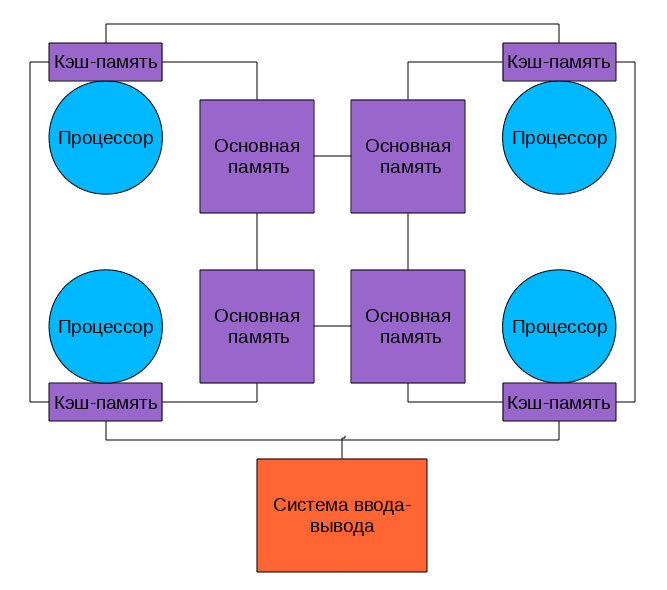 Кэш-память
Кэш-память
Процессор
Основная
память
Основная
память
Процессор
Процессор
Основная
память
Основная
память
Процессор
Кэш-память
Кэш-память
Система ввода-
вывода